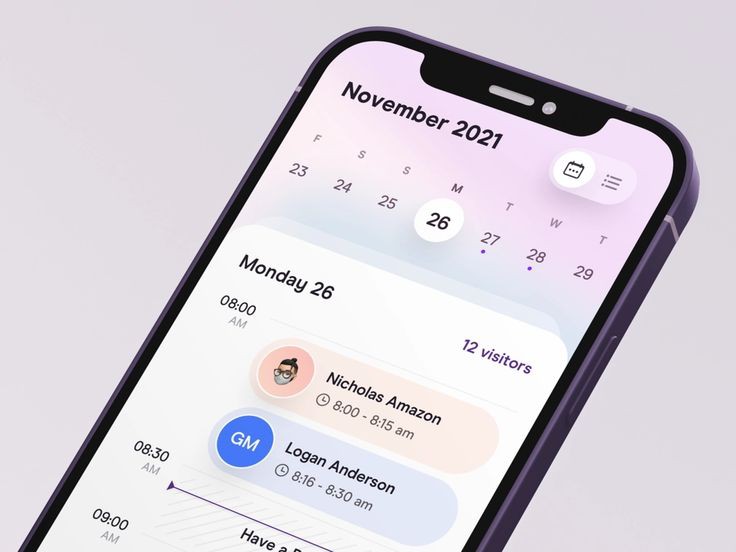 November 2021
F S S M T W T
23 24 25 26 27 28 29
Monday 26
12 visitors
08:00
AM
Nicholas Amazon
8:00 - 8:15 am
GM
Logan Anderson
8:16 - 8:30 am
08:30
AM
Have a
09:00
AM